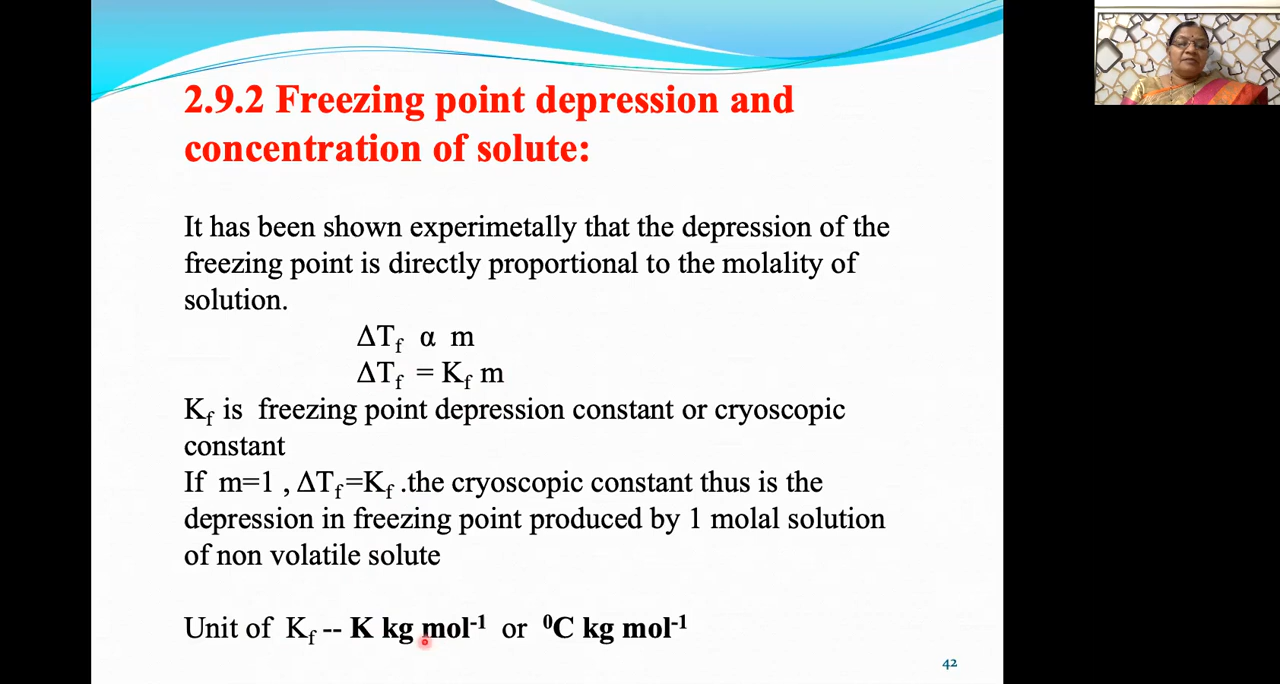 2.9.2 Freezing point depression and
concentration of solute:
It has been shown experimetally that the depression of the
freezing point is directly proportional to the molality of
solution.
ΔTf α m
ΔTf = Kf m
Kf is freezing point depression constant or cryoscopic
constant
If m=1 , ΔTf=Kf .the cryoscopic constant thus is the
depression in freezing point produced by 1 molal solution
of non volatile solute
Unit of Kf -- K kg mol⁻¹ or ⁰C kg mol⁻¹
42